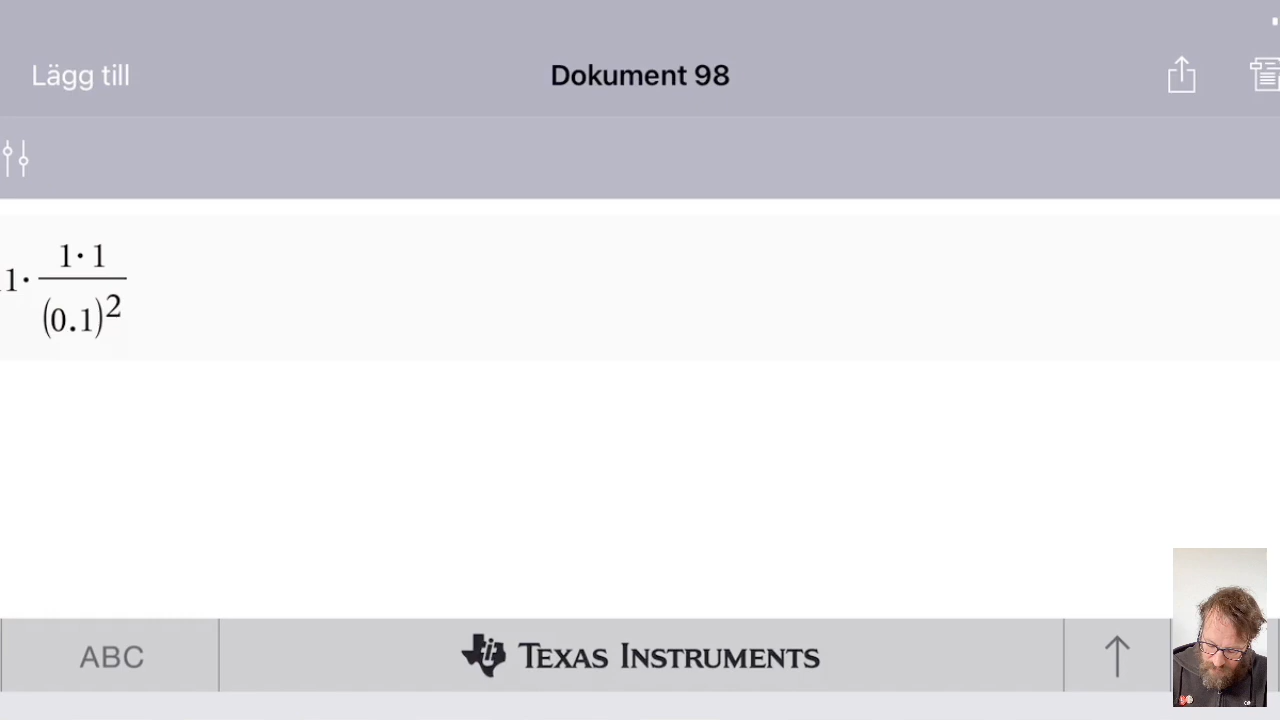 Lägg till
Dokument 98
1· 1·1/(0.1)²
ABC
TEXAS INSTRUMENTS